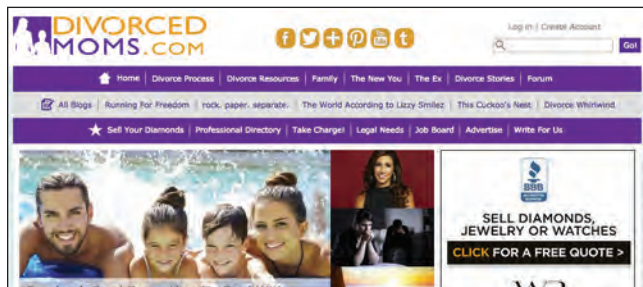 DIVORCED
MOMS.COM
Log in | Create Account
Go!
Home | Divorce Process | Divorce Resources | Family | The New You | The Ex | Divorce Stories | Forum
All Blogs | Running For Freedom | rock. paper. separate. | The World According to Lizzy Smilez | This Cuckoo's Nest | Divorce Whirlwind
Sell Your Diamonds | Professional Directory | Take Charge! | Legal Needs | Job Board | Advertise | Write For Us
BBB
SELL DIAMONDS,
JEWELRY OR WATCHES
CLICK FOR A FREE QUOTE >